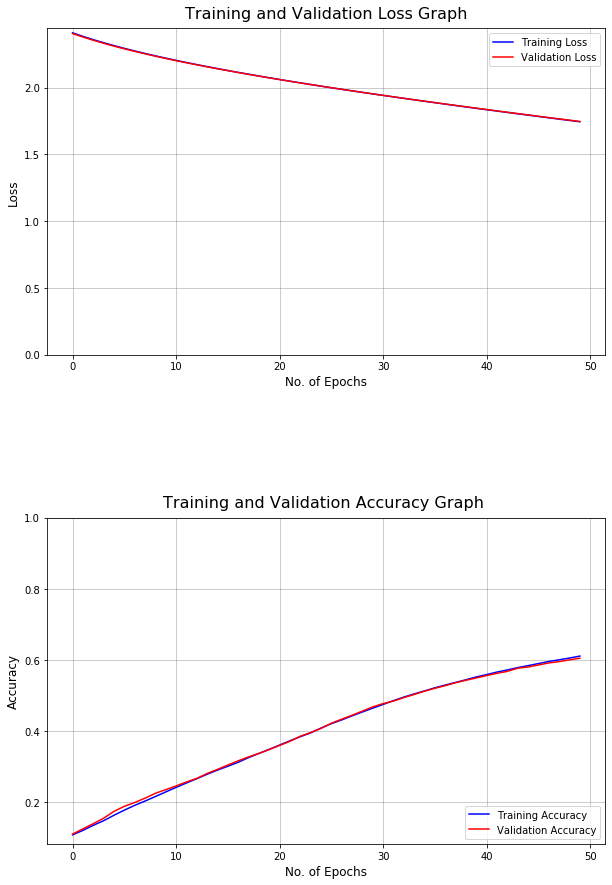 Training and Validation Loss Graph
Training Loss
Validation Loss
2.0
1.5
1.0
0.5
0.0
Loss
0 10 20 30 40 50
No. of Epochs
Training and Validation Accuracy Graph
1.0
0.8
0.6
0.4
0.2
Accuracy
Training Accuracy
Validation Accuracy
0 10 20 30 40 50
No. of Epochs